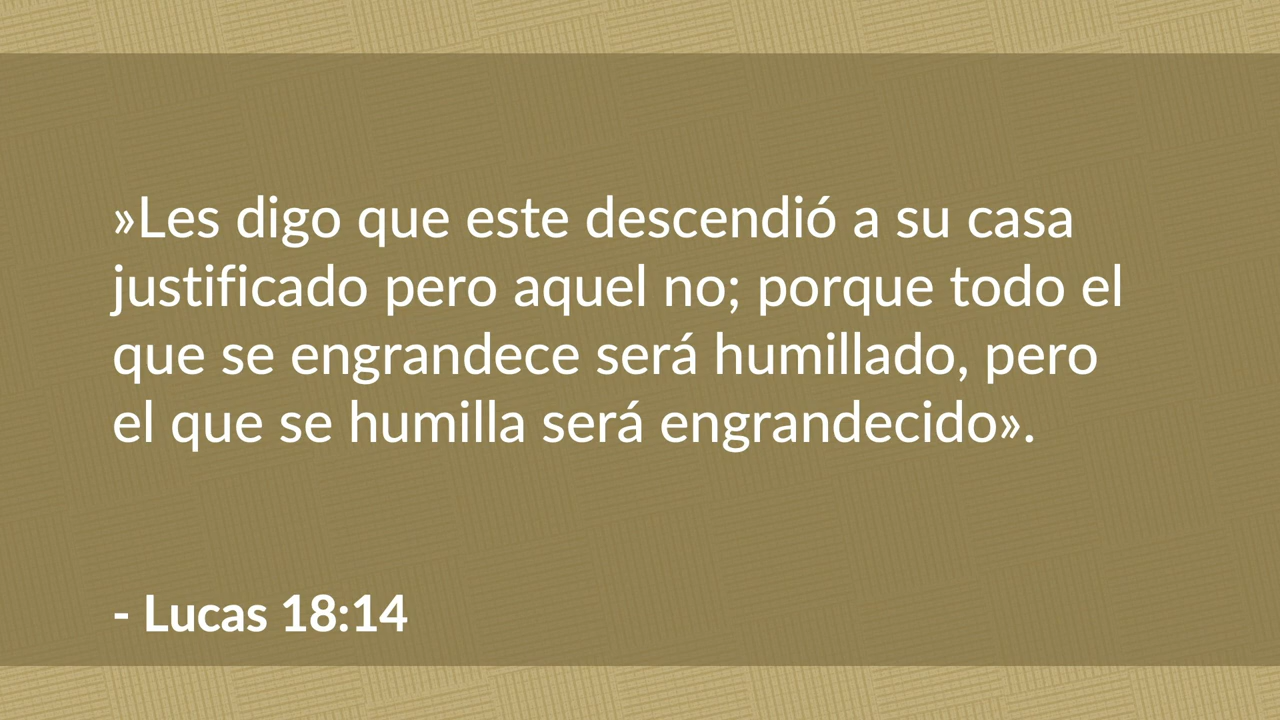 »Les digo que este descendió a su casa
justificado pero aquel no; porque todo el
que se engrandece será humillado, pero
el que se humilla será engrandecido».
- Lucas 18:14